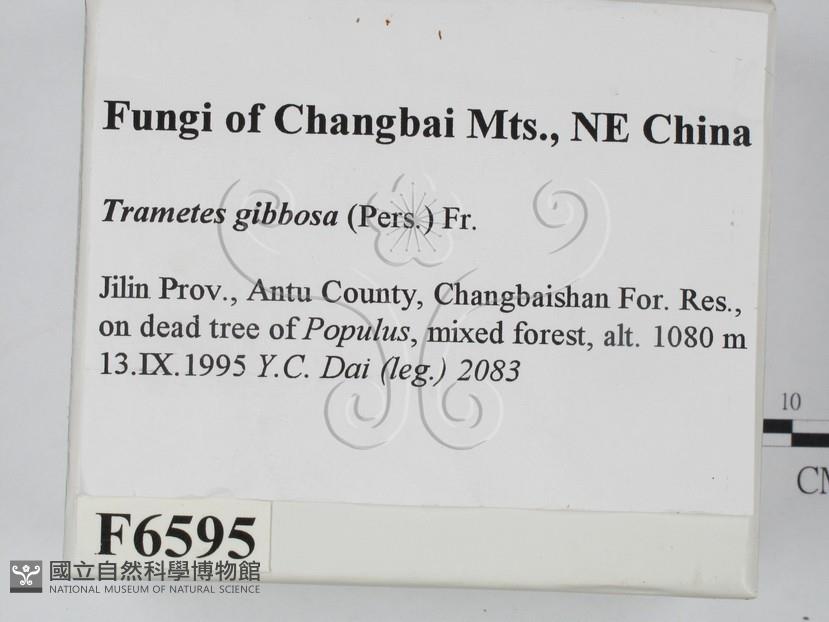 Fungi of Changbai Mts., NE China
Trametes gibbosa (Pers.) Fr.
Jilin Prov., Antu County, Changbaishan For. Res.,
on dead tree of Populus, mixed forest, alt. 1080 m
13.IX.1995 Y.C. Dai (leg.) 2083
10
CM
F6595
國立自然科學博物館
NATIONAL MUSEUM OF NATURAL SCIENCE